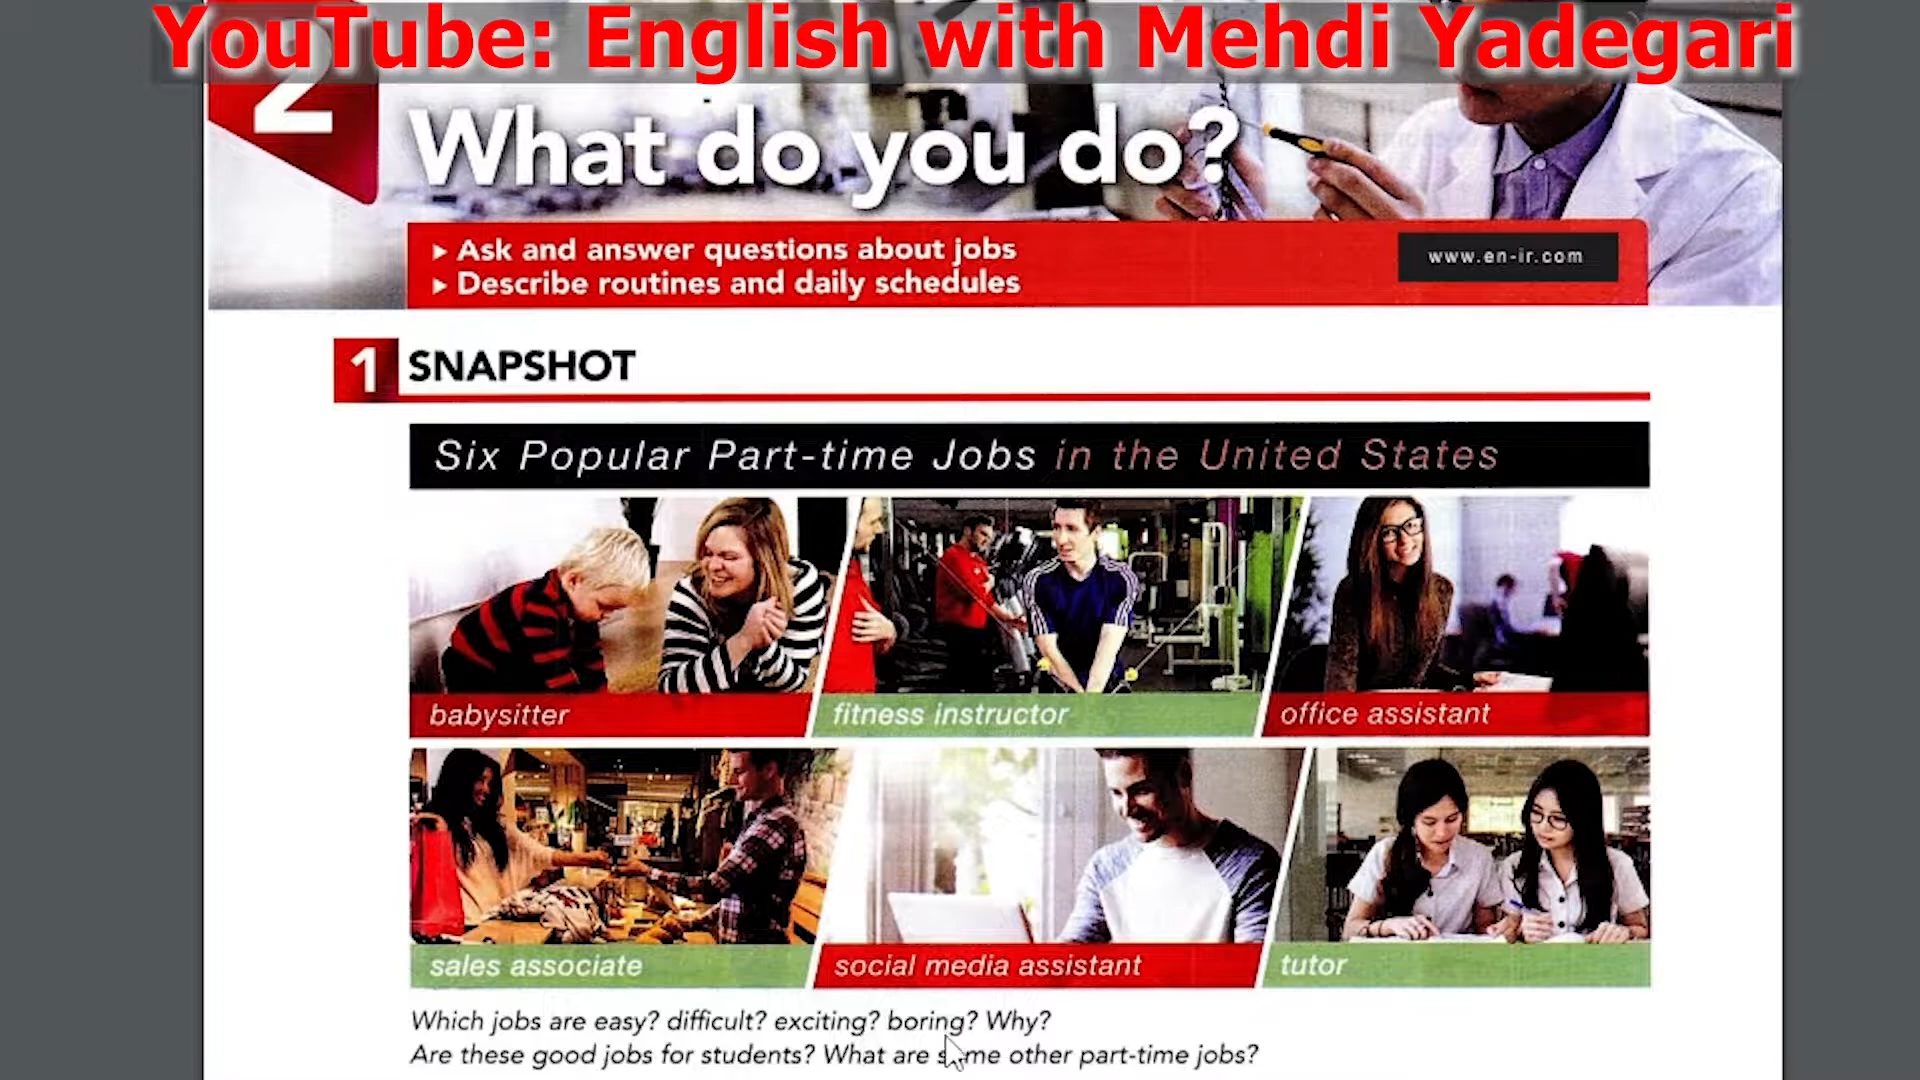 YouTube: English with Mehdi Yadegari
2
What do you do?
▸ Ask and answer questions about jobs
▸ Describe routines and daily schedules
www.en-ir.com
1 SNAPSHOT
Six Popular Part-time Jobs in the United States
babysitter
fitness instructor
office assistant
sales associate
social media assistant
tutor
Which jobs are easy? difficult? exciting? boring? Why?
Are these good jobs for students? What are some other part-time jobs?